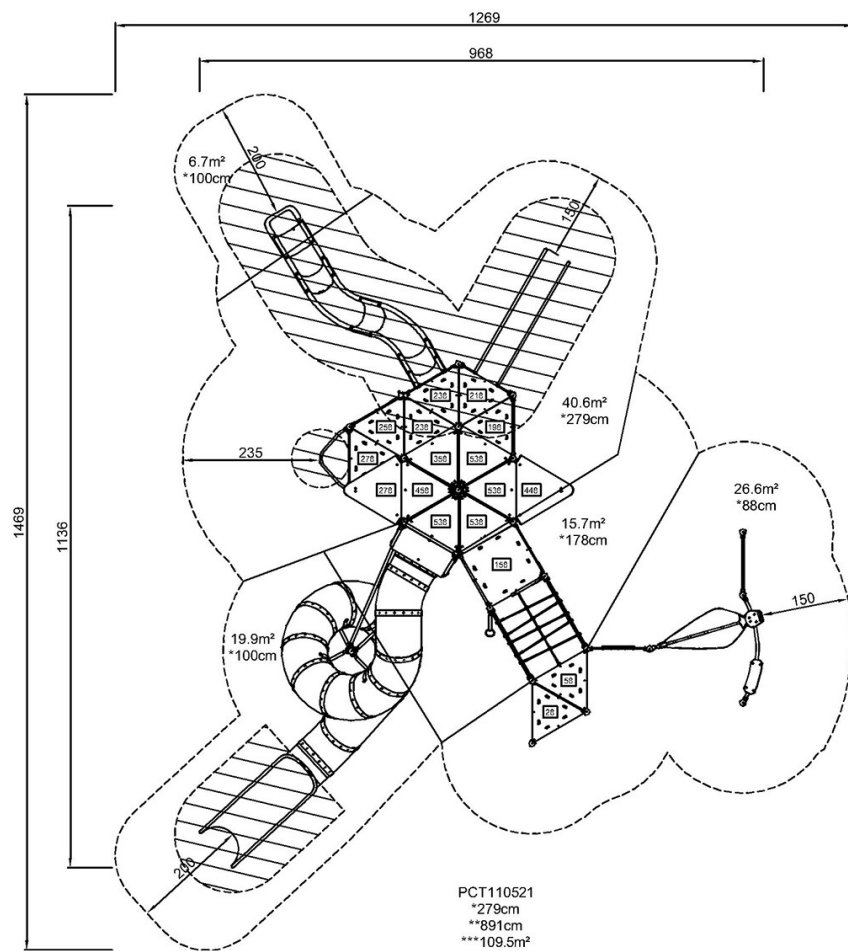 1269
968
200
6.7m²
*100cm
150
238
218
40.6m²
*279cm
258
238
198
278
358
538
235
278
458
538
448
26.6m²
*88cm
1469
1136
538
538
15.7m²
*178cm
158
150
19.9m²
*100cm
58
28
200
PCT110521
*279cm
**891cm
***109.5m²